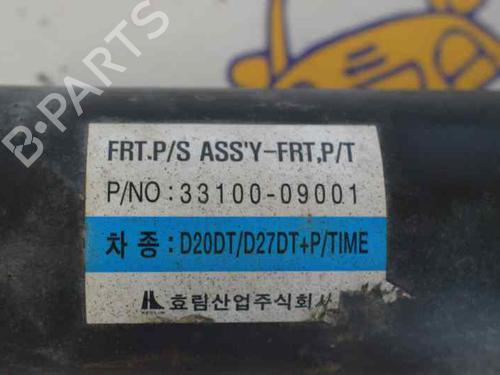 B-PARTS
FRT.P/S ASS'Y-FRT,P/T
P/NO : 33100-09001
차 종 : D20DT/D27DT+P/TIME
효림산업주식회사